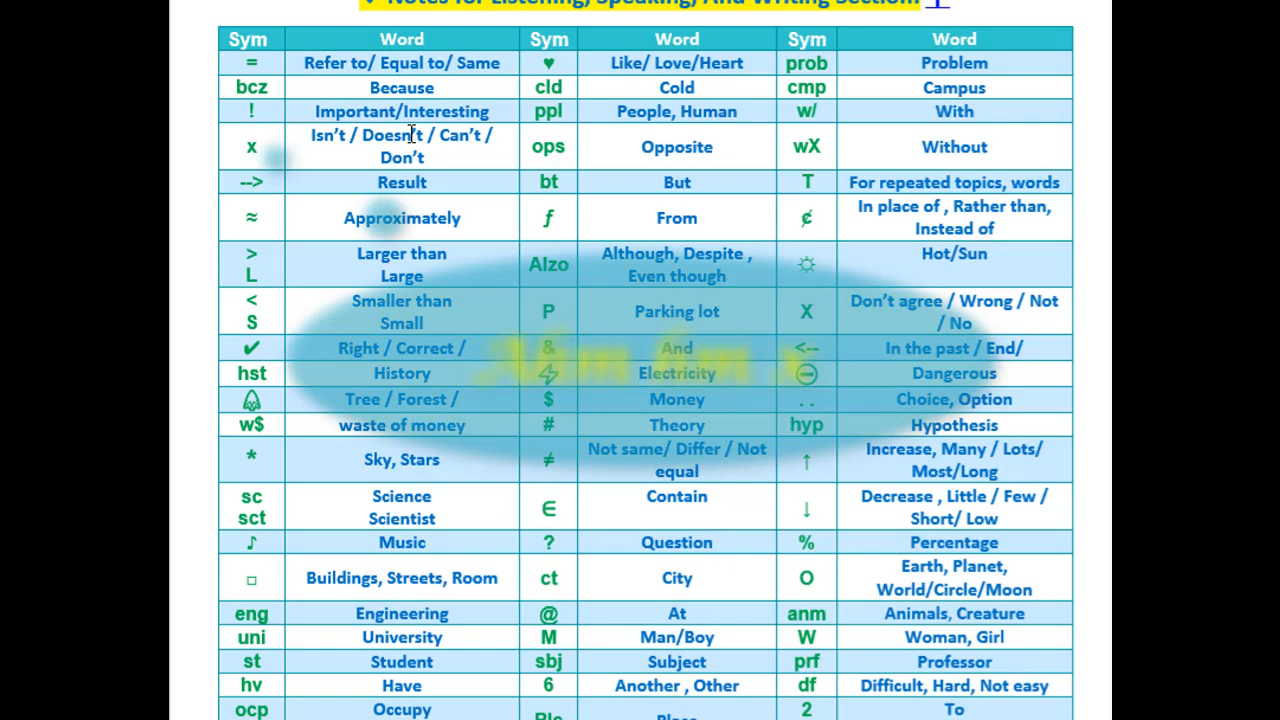 ✓ Notes for Listening, Speaking, And Writing Section:
Sym Word Sym Word Sym Word
= Refer to/ Equal to/ Same ♥ Like/ Love/Heart prob Problem
bcz Because cld Cold cmp Campus
! Important/Interesting ppl People, Human w/ With
x Isn't / Doesn't / Can't / Don't ops Opposite wX Without
--> Result bt But T For repeated topics, words
≈ Approximately ƒ From ȼ In place of , Rather than, Instead of
> Larger than
L Large
Alzo Although, Despite , Even though ☼ Hot/Sun
< Smaller than
S Small
P Parking lot X Don't agree / Wrong / Not / No
✔ Right / Correct / & And <-- In the past / End/
hst History Electricity Dangerous
Tree / Forest / $ Money . . Choice, Option
w$ waste of money # Theory hyp Hypothesis
* Sky, Stars ≠ Not same/ Differ / Not equal ↑ Increase, Many / Lots/ Most/Long
sc Science
sct Scientist
∈ Contain ↓ Decrease , Little / Few / Short/ Low
♪ Music ? Question % Percentage
□ Buildings, Streets, Room ct City O Earth, Planet, World/Circle/Moon
eng Engineering @ At anm Animals, Creature
uni University M Man/Boy W Woman, Girl
st Student sbj Subject prf Professor
hv Have 6 Another , Other df Difficult, Hard, Not easy
ocp Occupy 2 To